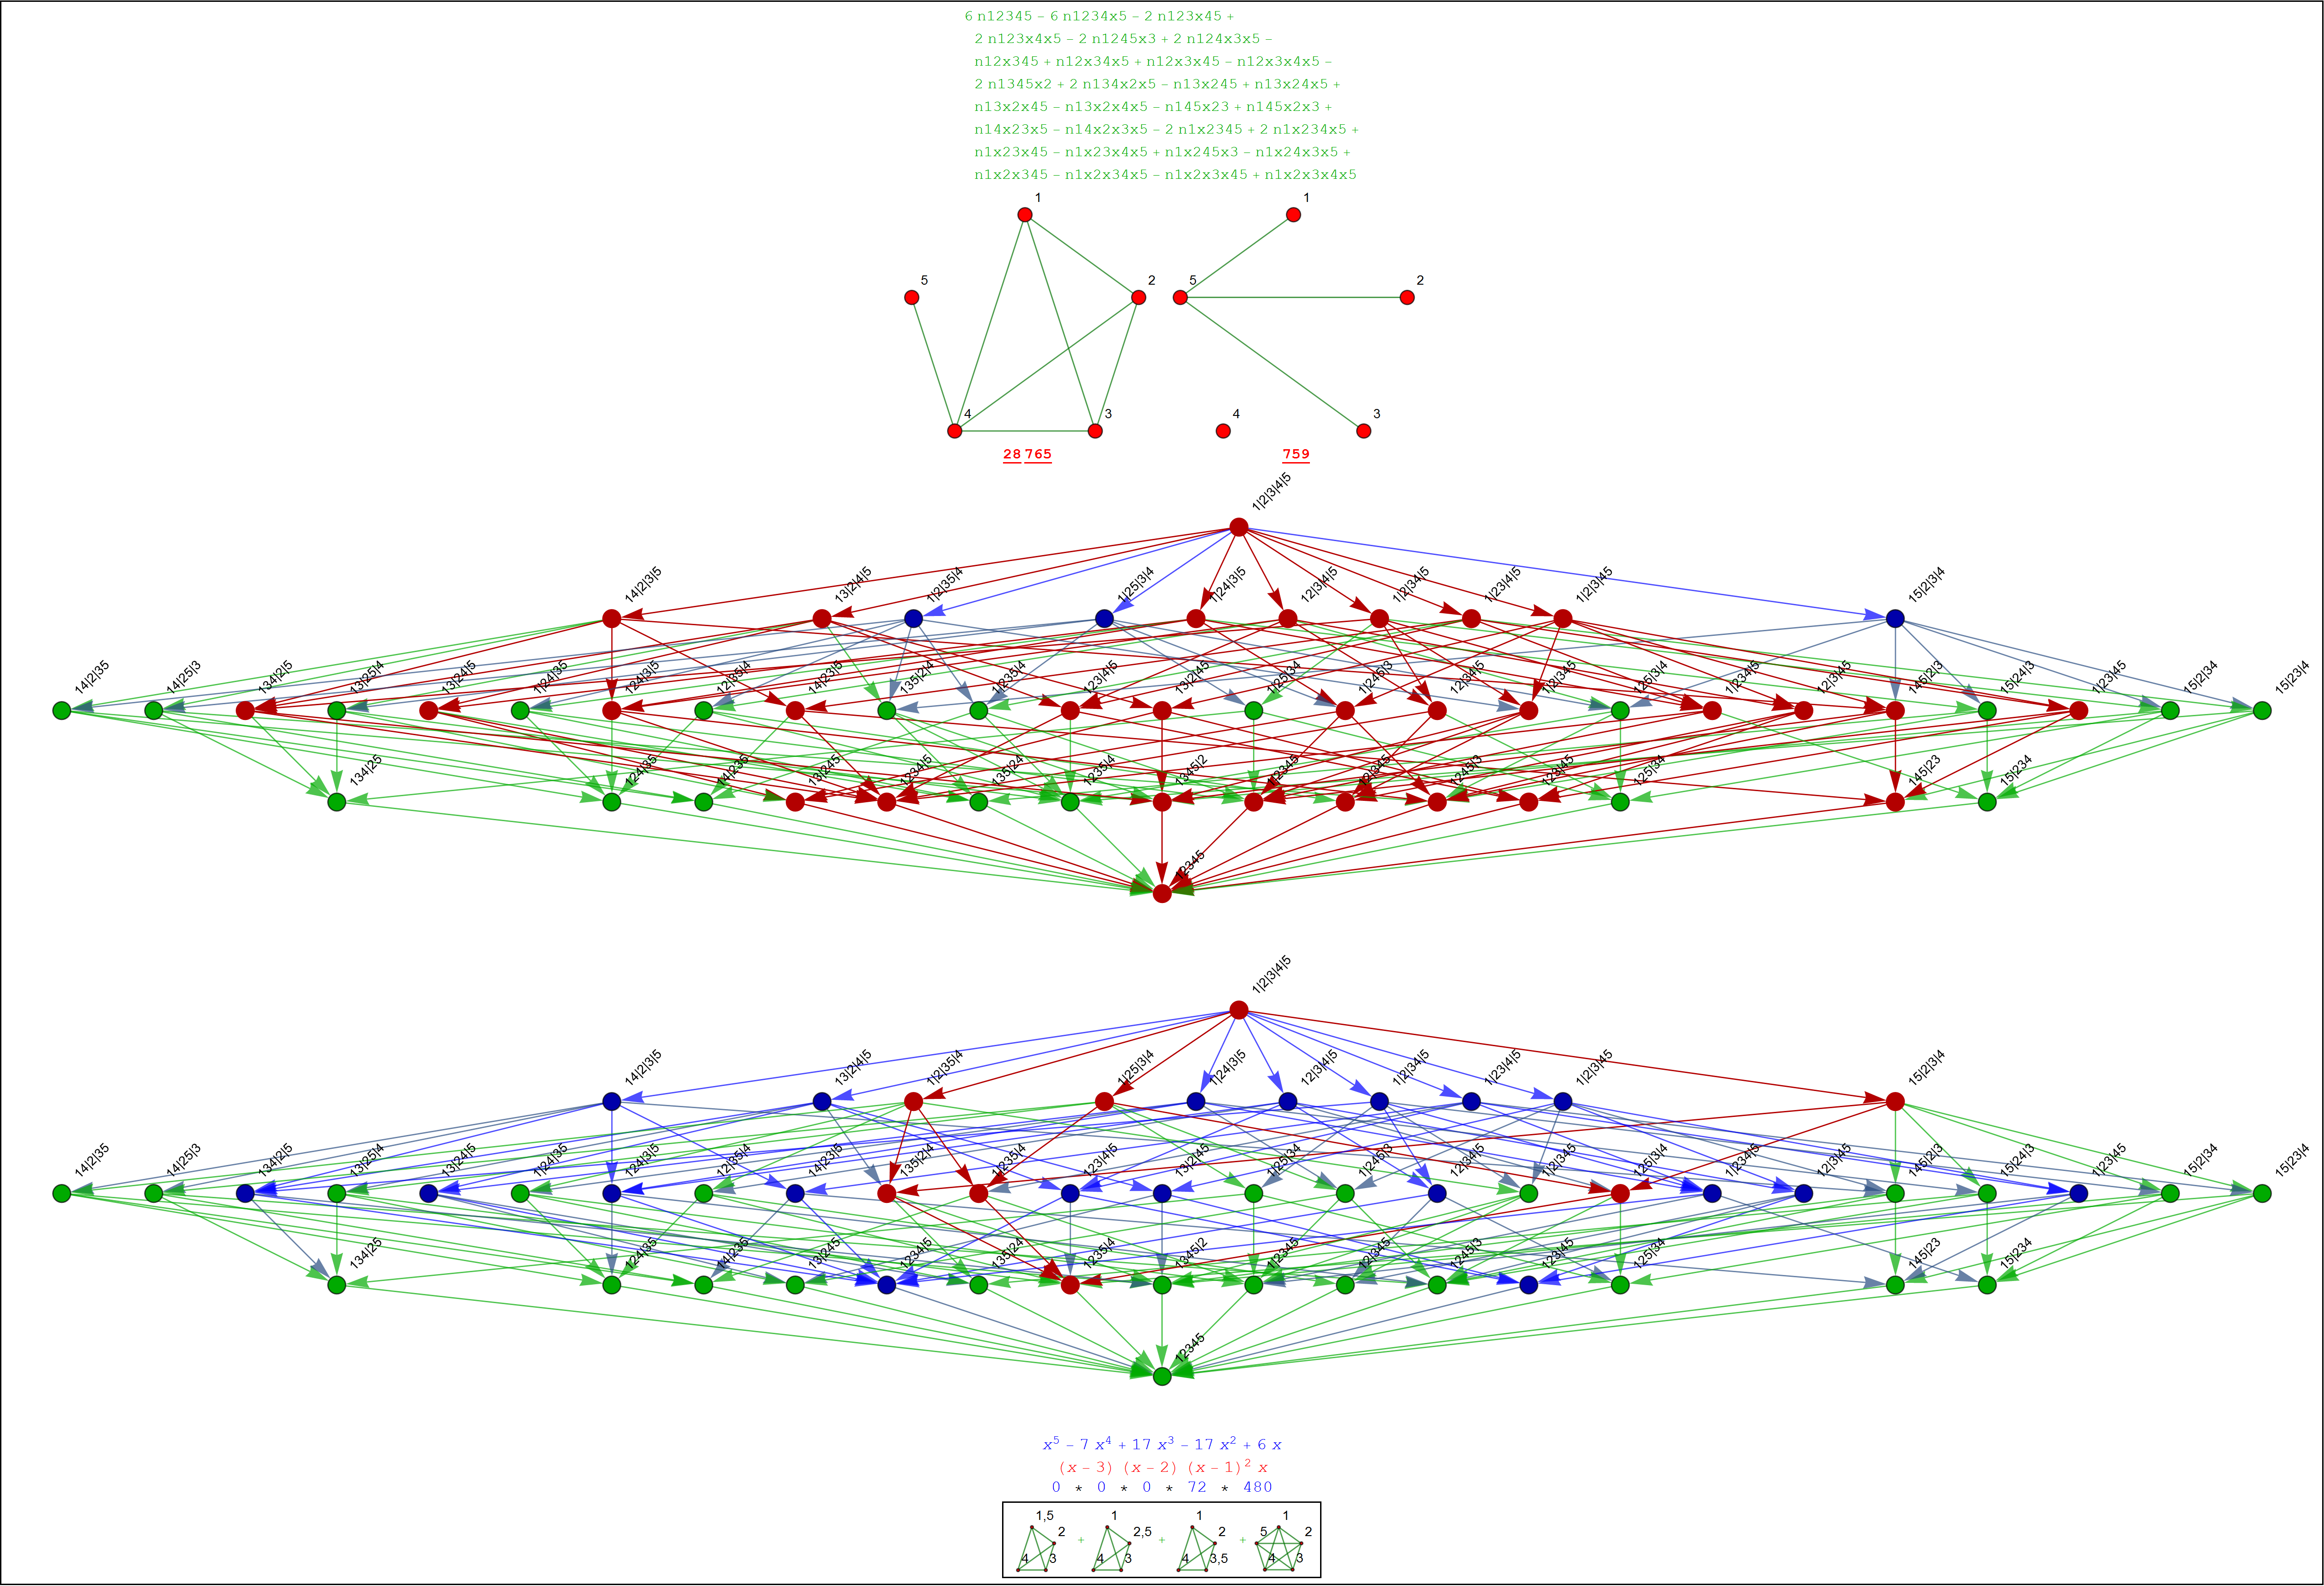 6 n12345 – 6 n1234x5 – 2 n123x45 +
2 n123x4x5 – 2 n1245x3 + 2 n124x3x5 –
n12x345 + n12x34x5 + n12x3x45 – n12x3x4x5 –
2 n1345x2 + 2 n134x2x5 – n13x245 + n13x24x5 +
n13x2x45 – n13x2x4x5 – n145x23 + n145x2x3 +
n14x23x5 – n14x2x3x5 – 2 n1x2345 + 2 n1x234x5 +
n1x23x45 – n1x23x4x5 + n1x245x3 – n1x24x3x5 +
n1x2x345 – n1x2x34x5 – n1x2x3x45 + n1x2x3x4x5
1 1
5 2 5 2
4 3 4 3
28 765 759
1|2|3|4|5
14|2|3|5 13|2|4|5 1|2|35|4 1|25|3|4 1|24|3|5 12|3|4|5 1|2|34|5 1|23|4|5 1|2|3|45 15|2|3|4
14|2|35 14|25|3 134|2|5 13|25|4 13|24|5 1|24|35 124|3|5 12|35|4 14|23|5 135|2|4 1|235|4 123|4|5 13|2|45 1|25|34 1|245|3 12|34|5 1|2|345 125|3|4 1|234|5 12|3|45 145|2|3 15|24|3 1|23|45 15|2|34 15|23|4
134|25 124|35 14|235 13|245 1234|5 135|24 1235|4 1345|2 1|2345 12|345 1245|3 123|45 125|34 145|23 15|234
12345
1|2|3|4|5
14|2|3|5 13|2|4|5 1|2|35|4 1|25|3|4 1|24|3|5 12|3|4|5 1|2|34|5 1|23|4|5 1|2|3|45 15|2|3|4
14|2|35 14|25|3 134|2|5 13|25|4 13|24|5 1|24|35 124|3|5 12|35|4 14|23|5 135|2|4 1|235|4 123|4|5 13|2|45 1|25|34 1|245|3 12|34|5 1|2|345 125|3|4 1|234|5 12|3|45 145|2|3 15|24|3 1|23|45 15|2|34 15|23|4
134|25 124|35 14|235 13|245 1234|5 135|24 1235|4 1345|2 1|2345 12|345 1245|3 123|45 125|34 145|23 15|234
12345
x⁵ – 7 x⁴ + 17 x³ – 17 x² + 6 x
(x – 3) (x – 2) (x – 1)² x
0 * 0 * 0 * 72 * 480
1,5 1 1 1
2 + 2,5 + 2 + 5 2
4 3 4 3 4 3,5 4 3